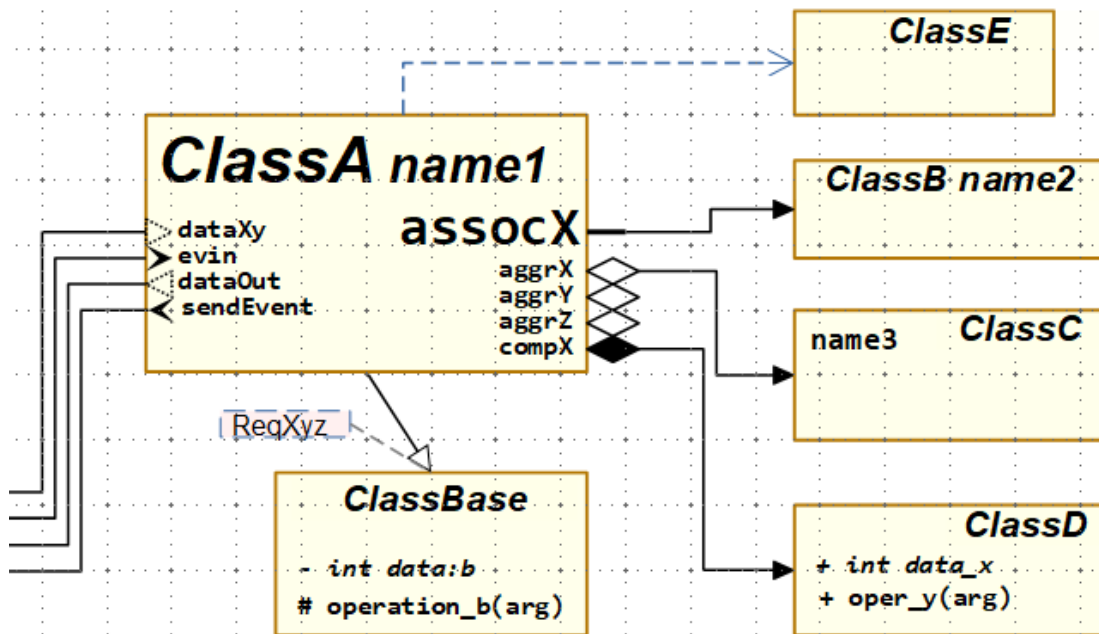 ClassE
ClassA name1
ClassB name2
assocX
dataXy
evin
dataOut
sendEvent
aggrX
aggrY
aggrZ
compX
name3 ClassC
ReqXyz
ClassBase
- int data:b
# operation_b(arg)
ClassD
+ int data_x
+ oper_y(arg)